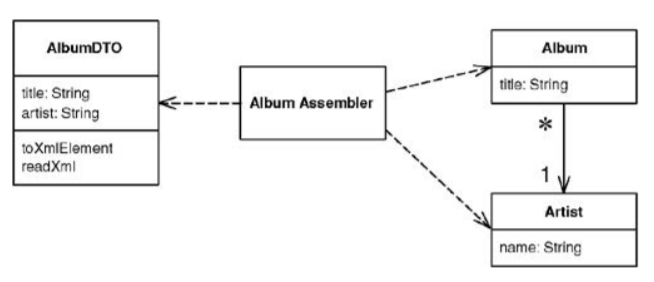 AlbumDTO
title: String
artist: String
toXmlElement
readXml
Album Assembler
Album
title: String
*
1
Artist
name: String